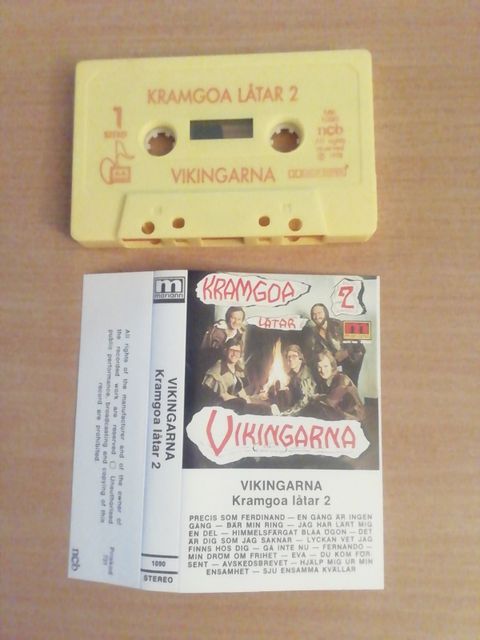 KRAMGOA LÅTAR 2
1
STEREO
ncb
VIKINGARNA
All rights of the manufacturer and of the owner of
the recorded work are reserved Unauthorised
public performance, broadcasting and copying of this
record are prohibited
ncb
m
mariann
VIKINGARNA
Kramgoa låtar 2
1090
STEREO
KRAMGOA
2
LÅTAR
m
VIKINGARNA
VIKINGARNA
Kramgoa låtar 2
PRECIS SOM FERDINAND — EN GÅNG ÄR INGEN
GÅNG — BÄR MIN RING — JAG HAR LÄRT MIG
EN DEL — HIMMELSFÄRGAT BLAA ÖGON — DET
ÄR DIG SOM JAG SAKNAR — LYCKAN VET JAG
FINNS HOS DIG — GÅ INTE NU — FERNANDO —
MIN DRÖM OM FRIHET — EVA — DU KOM FÖR
SENT — AVSKEDSBREVET — HJÄLP MIG UR MIN
ENSAMHET — SJU ENSAMMA KVÄLLAR